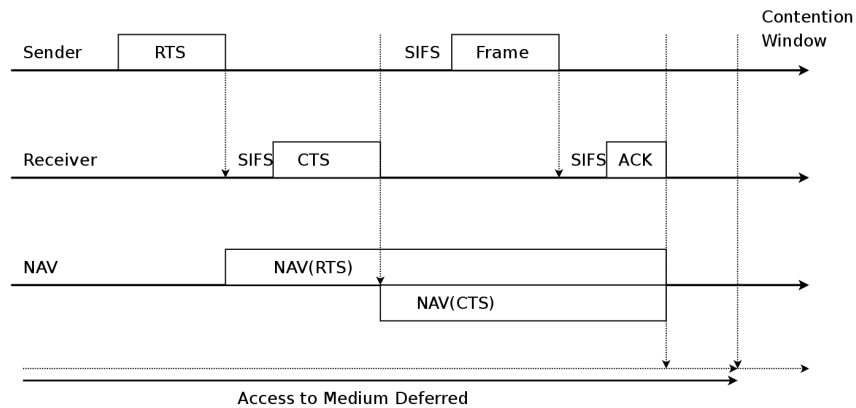 Contention
Window
Sender
RTS
SIFS
Frame
Receiver
SIFS
CTS
SIFS
ACK
NAV
NAV(RTS)
NAV(CTS)
Access to Medium Deferred